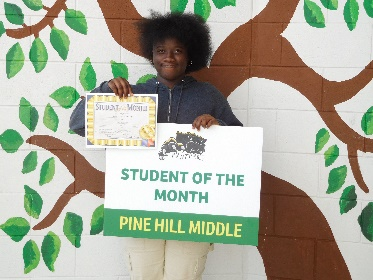 STUDENT OF THE MONTH
STUDENT OF THE
MONTH
PINE HILL MIDDLE